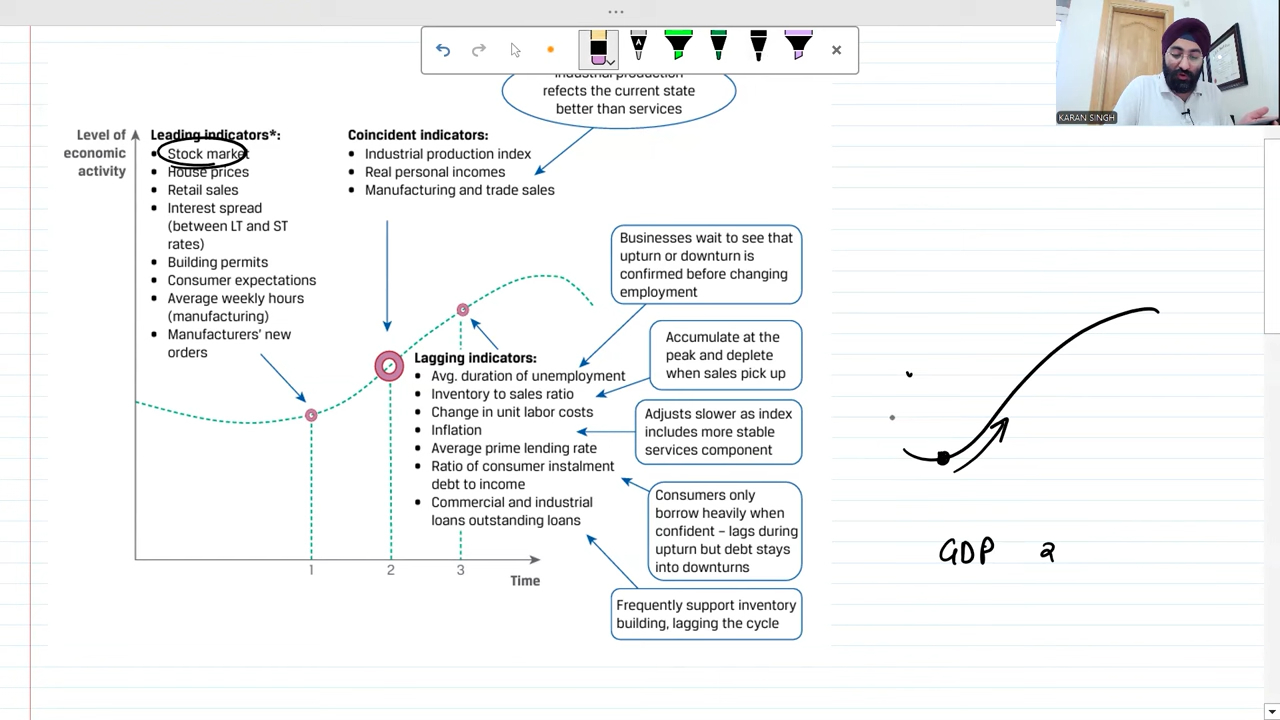 KARAN SINGH
Industrial production
refects the current state
better than services
Level of
economic
activity
Leading indicators*:
• Stock market
• House prices
• Retail sales
• Interest spread
(between LT and ST
rates)
• Building permits
• Consumer expectations
• Average weekly hours
(manufacturing)
• Manufacturers' new
orders
Coincident indicators:
• Industrial production index
• Real personal incomes
• Manufacturing and trade sales
Businesses wait to see that
upturn or downturn is
confirmed before changing
employment
Accumulate at the
peak and deplete
when sales pick up
Lagging indicators:
• Avg. duration of unemployment
• Inventory to sales ratio
• Change in unit labor costs
• Inflation
• Average prime lending rate
• Ratio of consumer instalment
debt to income
• Commercial and industrial
loans outstanding loans
Adjusts slower as index
includes more stable
services component
Consumers only
borrow heavily when
confident – lags during
upturn but debt stays
into downturns
Frequently support inventory
building, lagging the cycle
1
2
3
Time
GDP